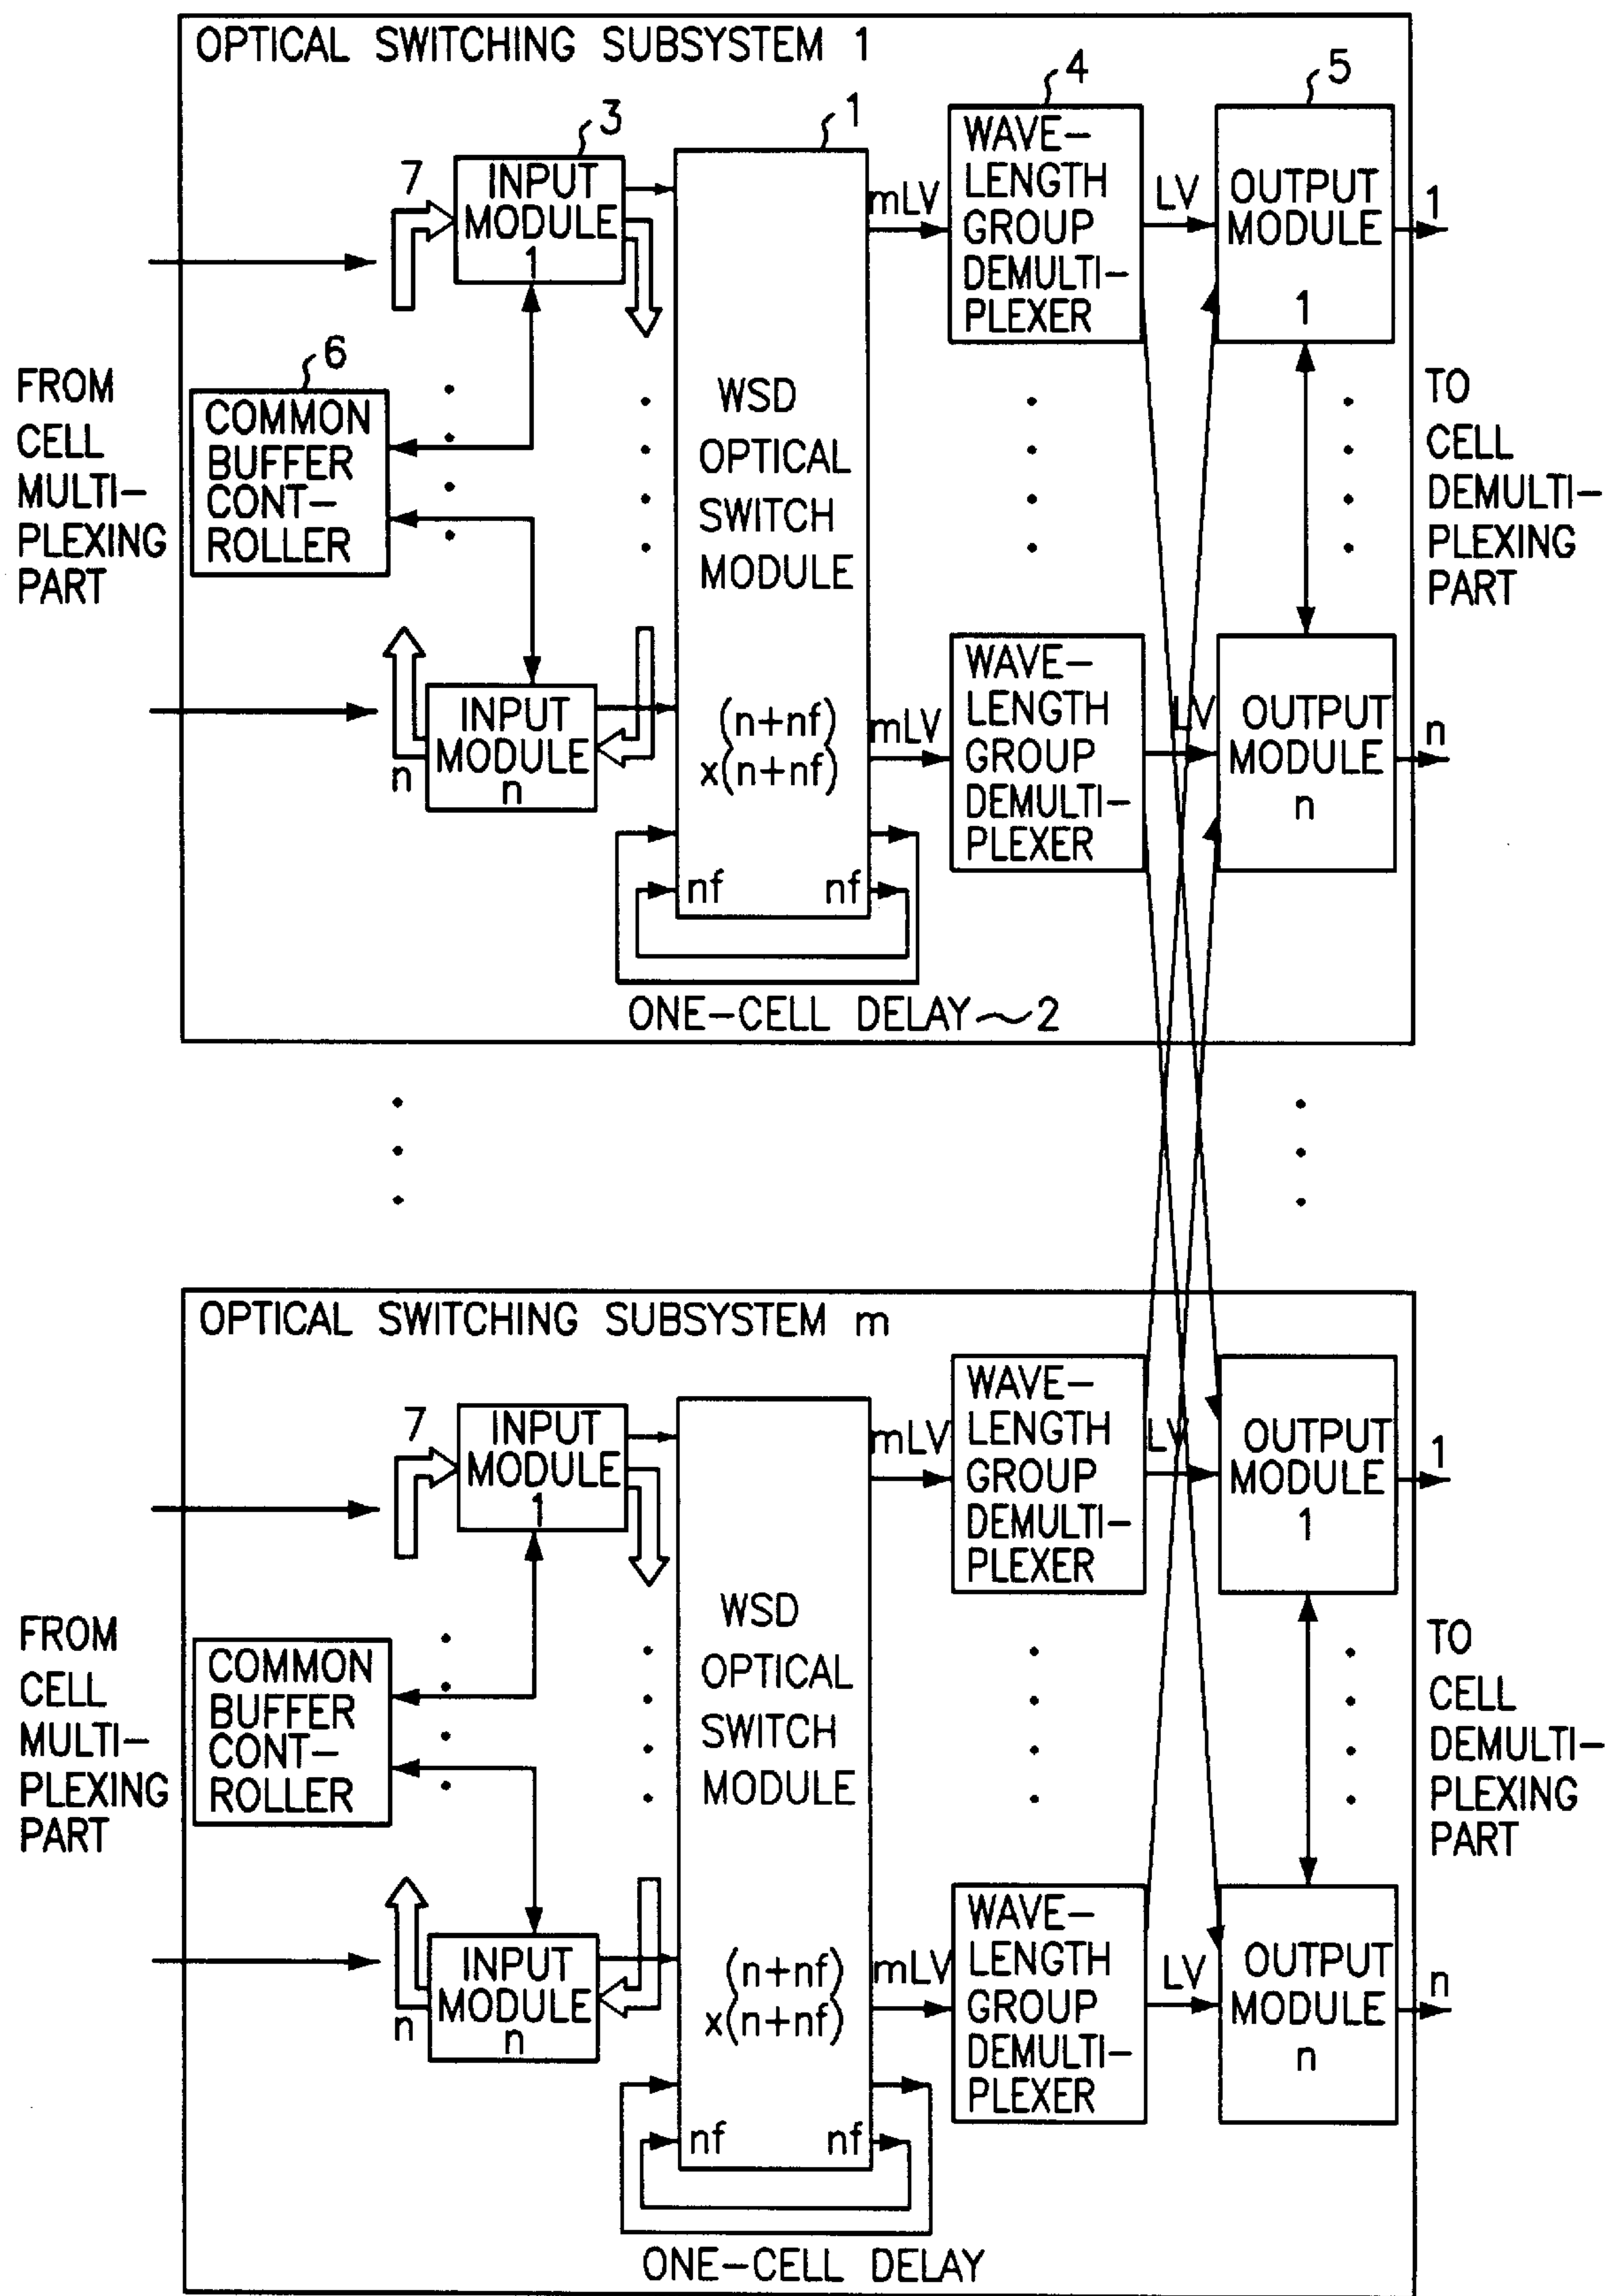 OPTICAL SWITCHING SUBSYSTEM 1
FROM
CELL
MULTI-
PLEXING
PART
7
3
INPUT
MODULE
1
6
COMMON
BUFFER
CONT-
ROLLER
INPUT
MODULE
n
n
1
WSD
OPTICAL
SWITCH
MODULE
(n+nf)
x(n+nf)
nf
nf
ONE-CELL DELAY~2
mLV
4
WAVE-
LENGTH
GROUP
DEMULTI-
PLEXER
LV
5
OUTPUT
MODULE
1
1
mLV
WAVE-
LENGTH
GROUP
DEMULTI-
PLEXER
LV
OUTPUT
MODULE
n
n
TO
CELL
DEMULTI-
PLEXING
PART
OPTICAL SWITCHING SUBSYSTEM m
FROM
CELL
MULTI-
PLEXING
PART
7
INPUT
MODULE
1
COMMON
BUFFER
CONT-
ROLLER
INPUT
MODULE
n
n
WSD
OPTICAL
SWITCH
MODULE
(n+nf)
x(n+nf)
nf
nf
ONE-CELL DELAY
mLV
WAVE-
LENGTH
GROUP
DEMULTI-
PLEXER
LV
OUTPUT
MODULE
1
1
mLV
WAVE-
LENGTH
GROUP
DEMULTI-
PLEXER
LV
OUTPUT
MODULE
n
n
TO
CELL
DEMULTI-
PLEXING
PART